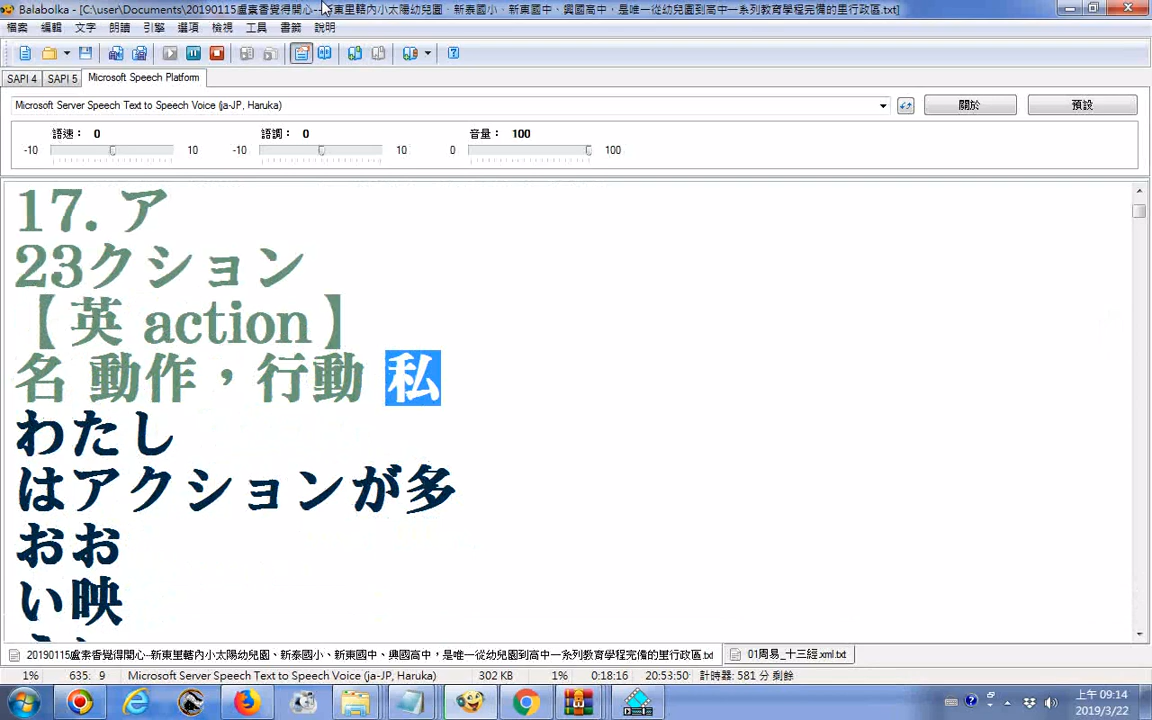 Balabolka - [C:\user\Documents\20190115盧素香覺得開心--新東里轄內小太陽幼兒園、新泰國小、新東國中、興國高中，是唯一從幼兒園到高中一系列教育學程完備的里行政區.txt]
檔案 編輯 文字 朗讀 引擎 選項 檢視 工具 書籤 說明
SAPI 4 SAPI 5 Microsoft Speech Platform
Microsoft Server Speech Text to Speech Voice (ja-JP, Haruka) 關於 預設
語速： 0 語調： 0 音量： 100
-10 10 -10 10 0 100
17. ア
23クション
【英 action】
名 動作，行動 私
わたし
はアクションが多
おお
い映
20190115盧素香覺得開心--新東里轄內小太陽幼兒園、新泰國小、新東國中、興國高中，是唯一從幼兒園到高中一系列教育學程完備的里行政區.txt 01周易_十三經.xml.txt
1% 635: 9 Microsoft Server Speech Text to Speech Voice (ja-JP, Haruka) 302 KB 1% 0:18:16 20:53:50 計時器: 581 分 剩餘
上午 09:14
2019/3/22